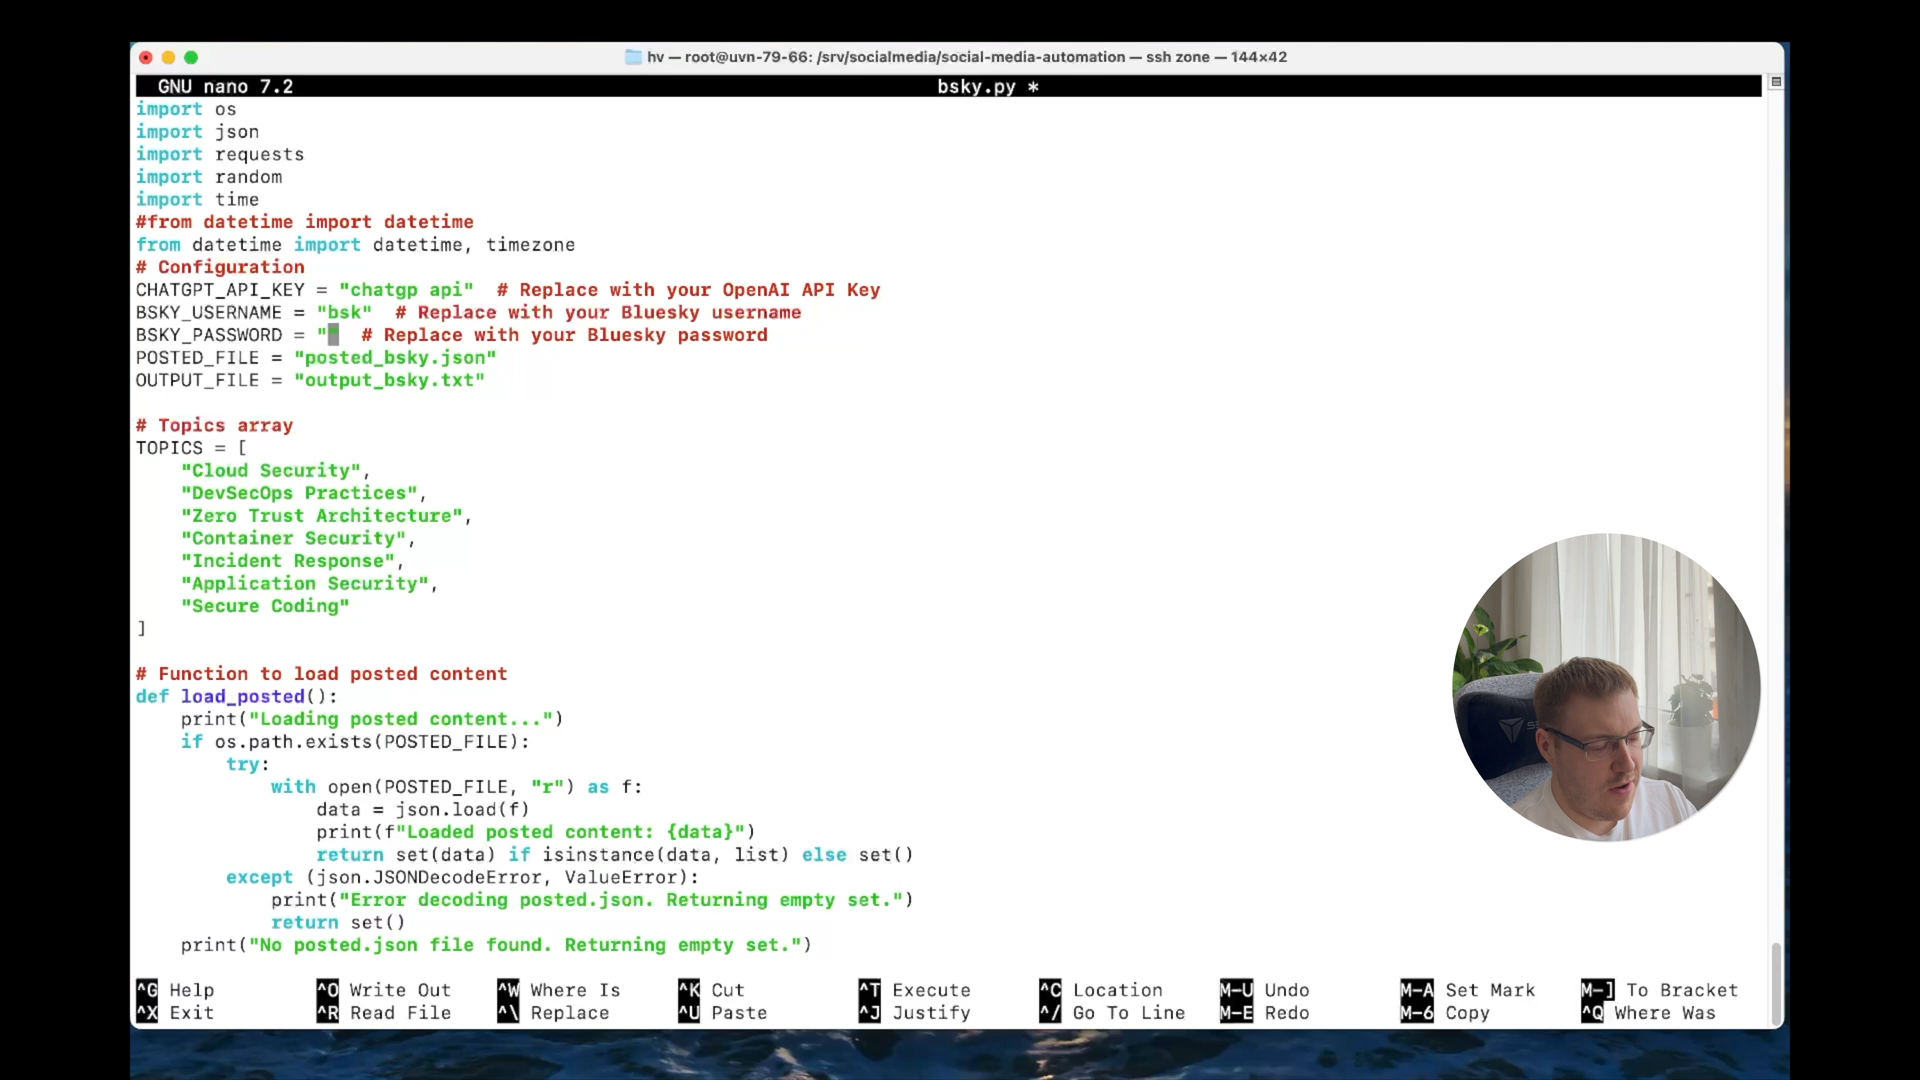 hv — root@uvn-79-66: /srv/socialmedia/social-media-automation — ssh zone — 144×42
GNU nano 7.2 bsky.py *
import os
import json
import requests
import random
import time
#from datetime import datetime
from datetime import datetime, timezone
# Configuration
CHATGPT_API_KEY = "chatgp api"  # Replace with your OpenAI API Key
BSKY_USERNAME = "bsk"  # Replace with your Bluesky username
BSKY_PASSWORD = ""  # Replace with your Bluesky password
POSTED_FILE = "posted_bsky.json"
OUTPUT_FILE = "output_bsky.txt"
# Topics array
TOPICS = [
    "Cloud Security",
    "DevSecOps Practices",
    "Zero Trust Architecture",
    "Container Security",
    "Incident Response",
    "Application Security",
    "Secure Coding"
]
# Function to load posted content
def load_posted():
    print("Loading posted content...")
    if os.path.exists(POSTED_FILE):
        try:
            with open(POSTED_FILE, "r") as f:
                data = json.load(f)
                print(f"Loaded posted content: {data}")
                return set(data) if isinstance(data, list) else set()
        except (json.JSONDecodeError, ValueError):
            print("Error decoding posted.json. Returning empty set.")
            return set()
    print("No posted.json file found. Returning empty set.")
^G Help ^O Write Out ^W Where Is ^K Cut ^T Execute ^C Location M-U Undo M-A Set Mark M-] To Bracket
^X Exit ^R Read File ^\ Replace ^U Paste ^J Justify ^/ Go To Line M-E Redo M-6 Copy ^Q Where Was